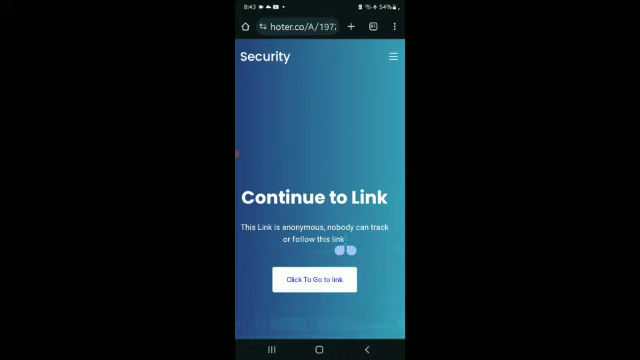 8:43
54%
hoter.co/A/197
Security
Continue to Link
This Link is anonymous, nobody can track
or follow this link
Click To Go to link